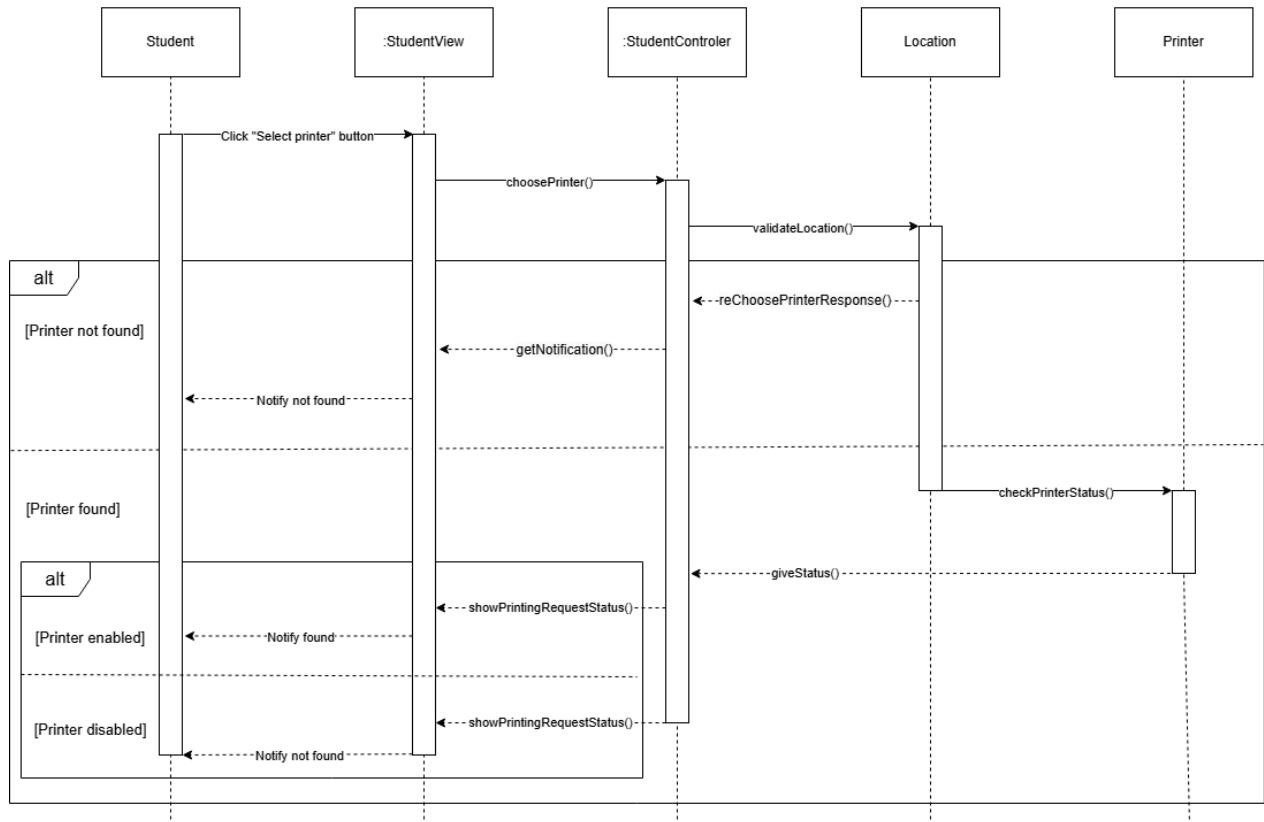 Student
:StudentView
:StudentControler
Location
Printer
Click "Select printer" button
choosePrinter()
validateLocation()
alt
reChoosePrinterResponse()
[Printer not found]
getNotification()
Notify not found
checkPrinterStatus()
[Printer found]
alt
giveStatus()
showPrintingRequestStatus()
[Printer enabled]
Notify found
showPrintingRequestStatus()
[Printer disabled]
Notify not found